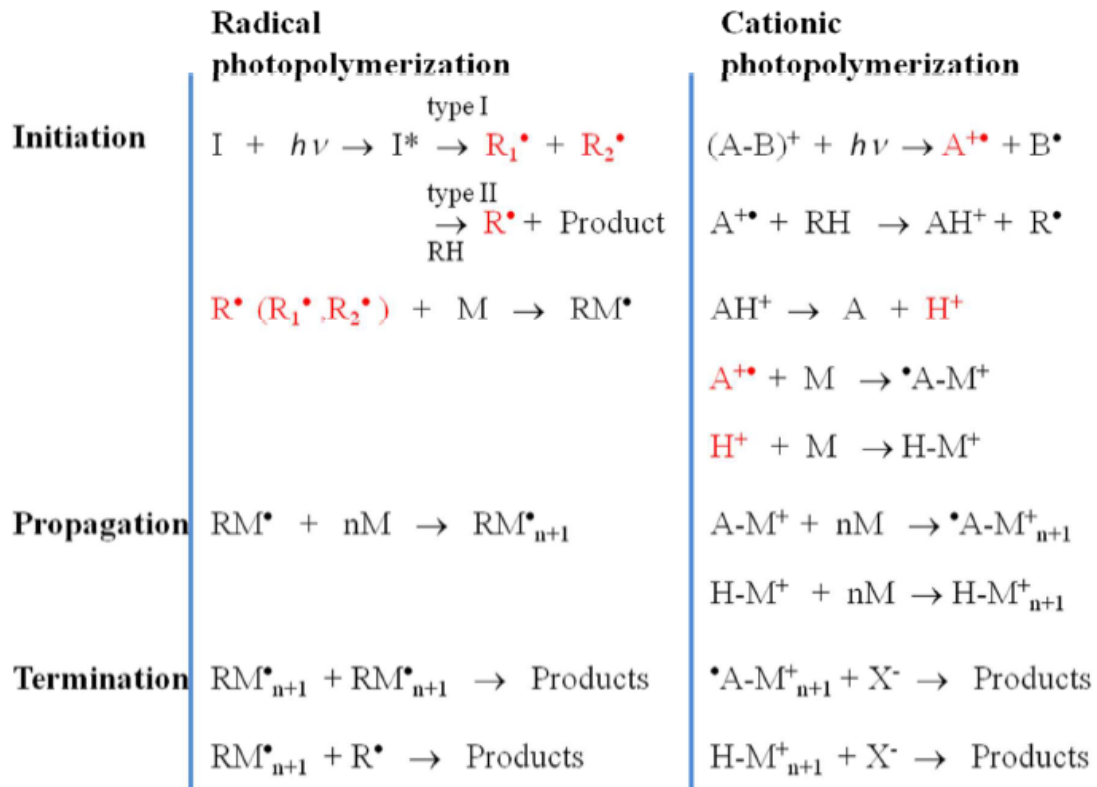 Radical photopolymerization
Cationic photopolymerization
Initiation
I + hν → I* type I → R₁• + R₂•
type II → RH R• + Product
R• (R₁•,R₂•) + M → RM•
(A-B)⁺ + hν → A⁺• + B•
A⁺• + RH → AH⁺ + R•
AH⁺ → A + H⁺
A⁺• + M → •A-M⁺
H⁺ + M → H-M⁺
Propagation
RM• + nM → RM•ₙ₊₁
A-M⁺ + nM → •A-M⁺ₙ₊₁
H-M⁺ + nM → H-M⁺ₙ₊₁
Termination
RM•ₙ₊₁ + RM•ₙ₊₁ → Products
RM•ₙ₊₁ + R• → Products
•A-M⁺ₙ₊₁ + X⁻ → Products
H-M⁺ₙ₊₁ + X⁻ → Products